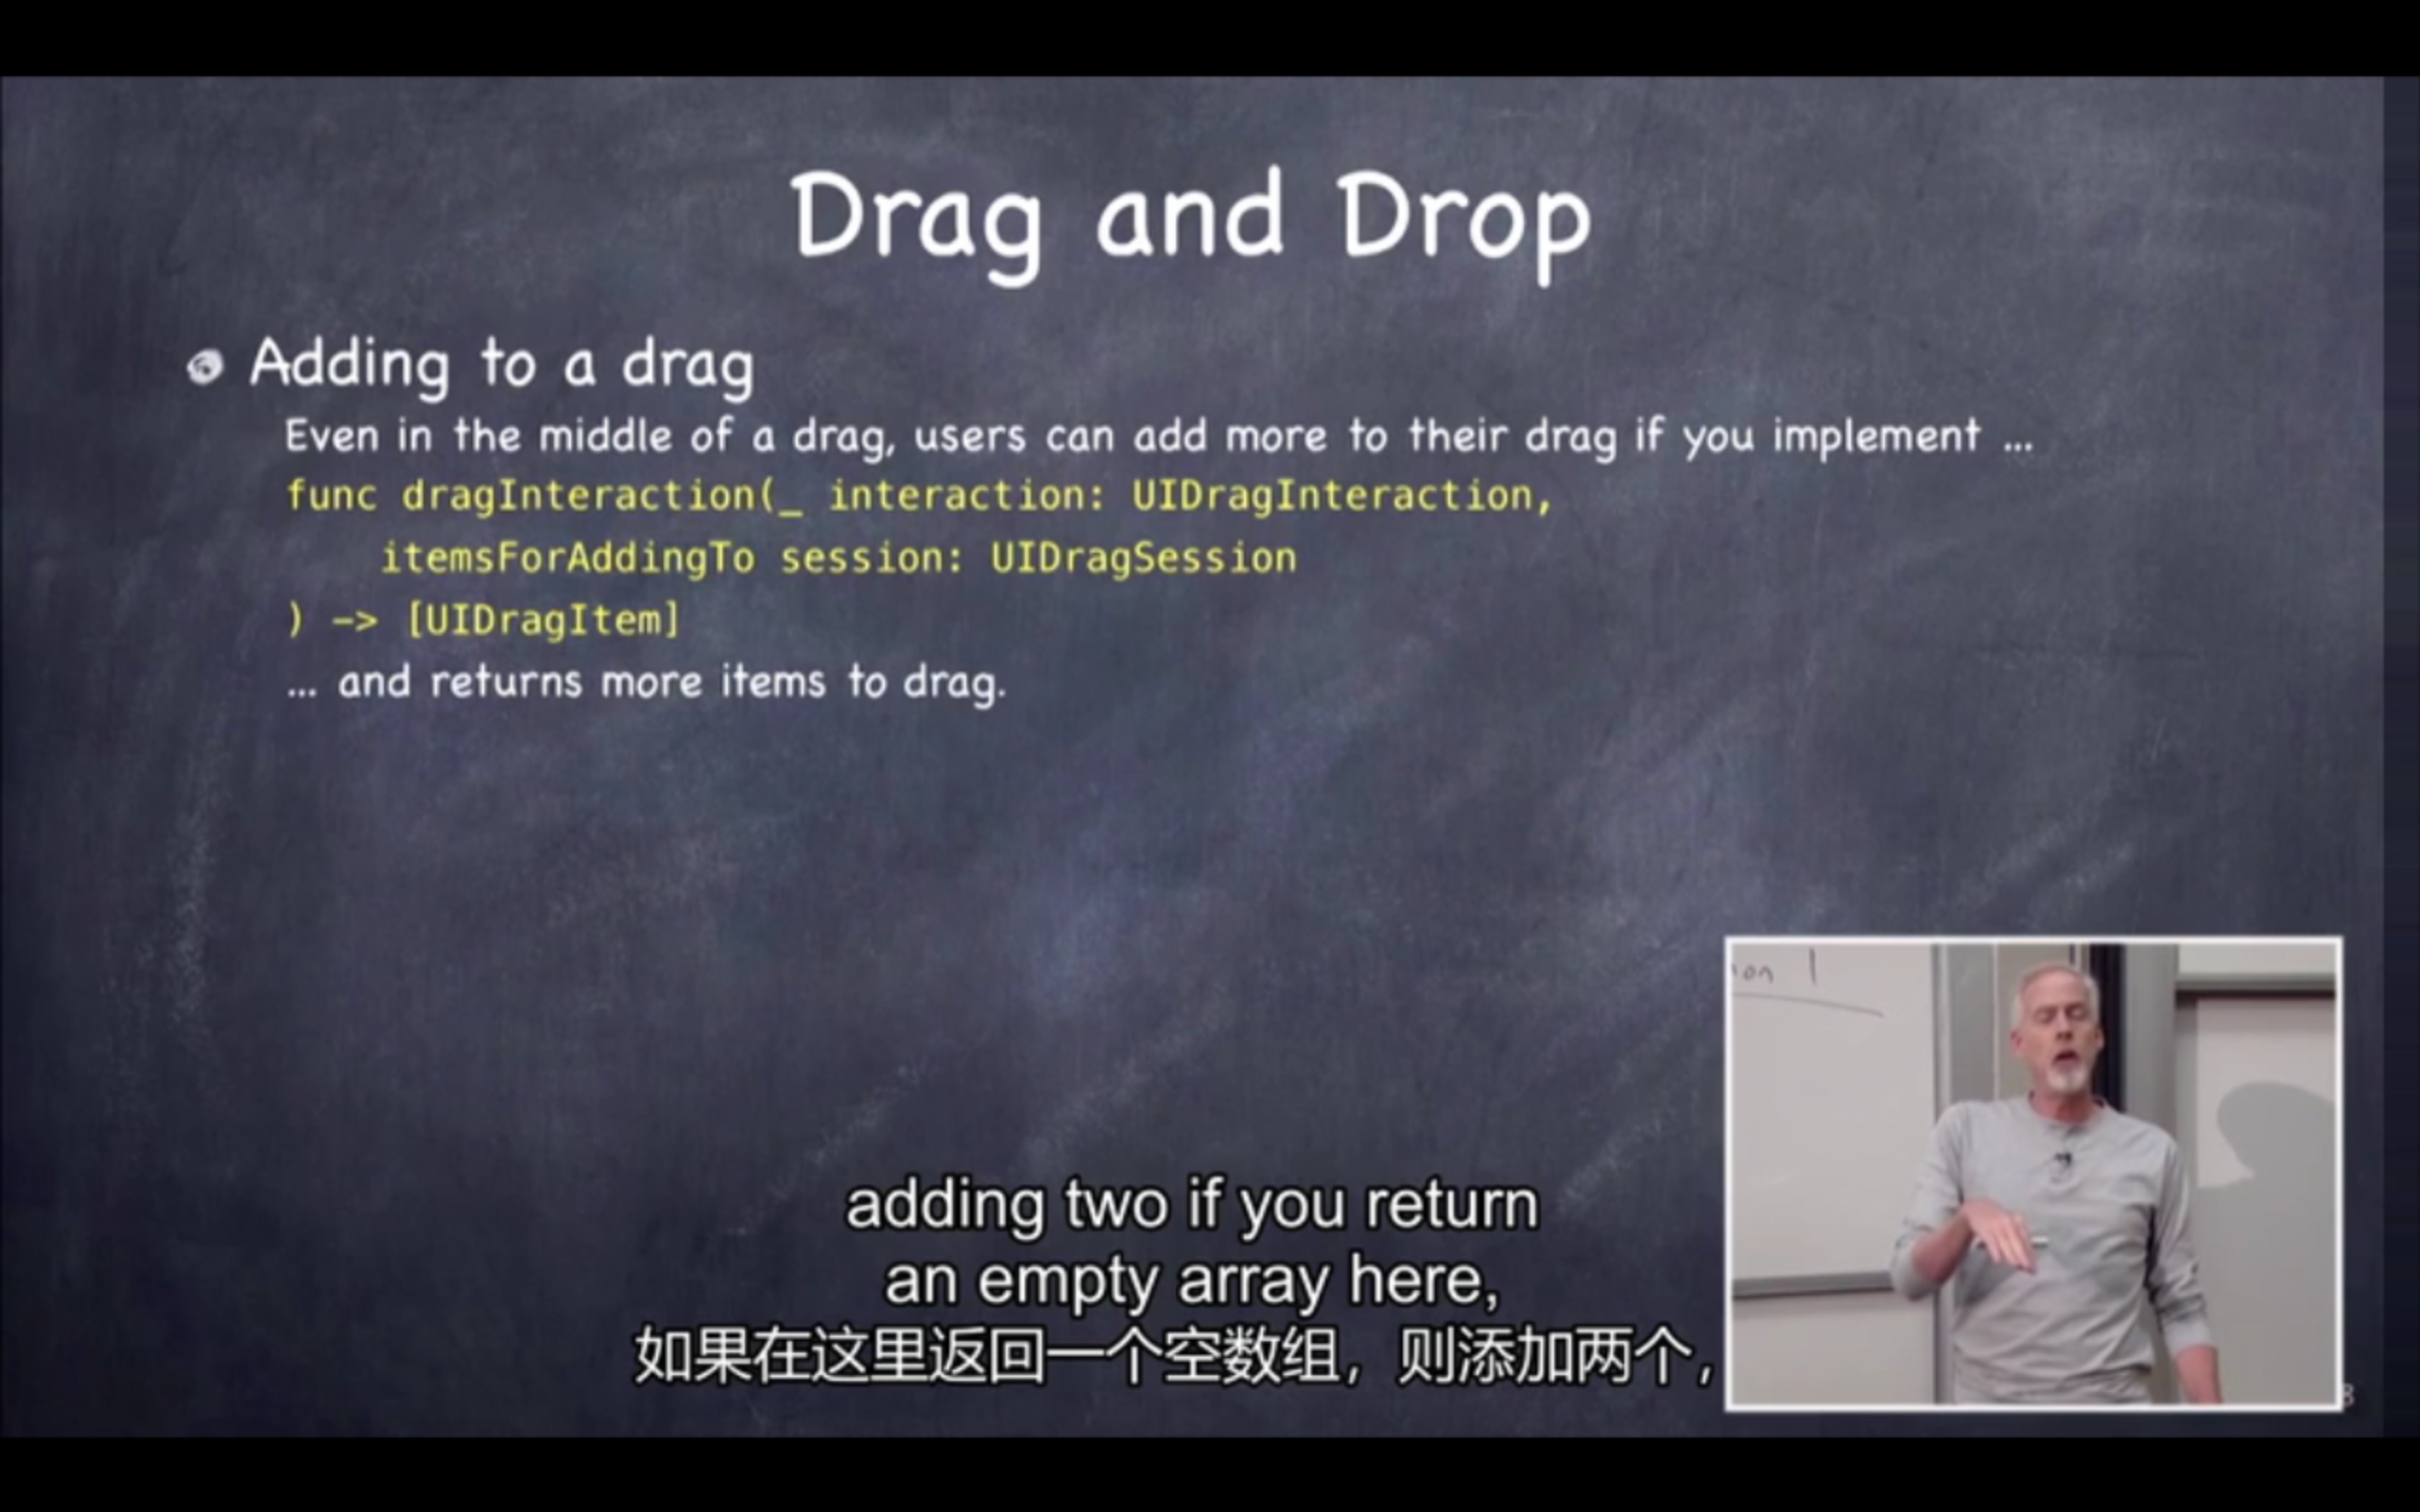 Drag and Drop
Adding to a drag
Even in the middle of a drag, users can add more to their drag if you implement ...
func dragInteraction(_ interaction: UIDragInteraction,
itemsForAddingTo session: UIDragSession
) -> [UIDragItem]
... and returns more items to drag.
on 1
adding two if you return
an empty array here,
如果在这里返回一个空数组，则添加两个，